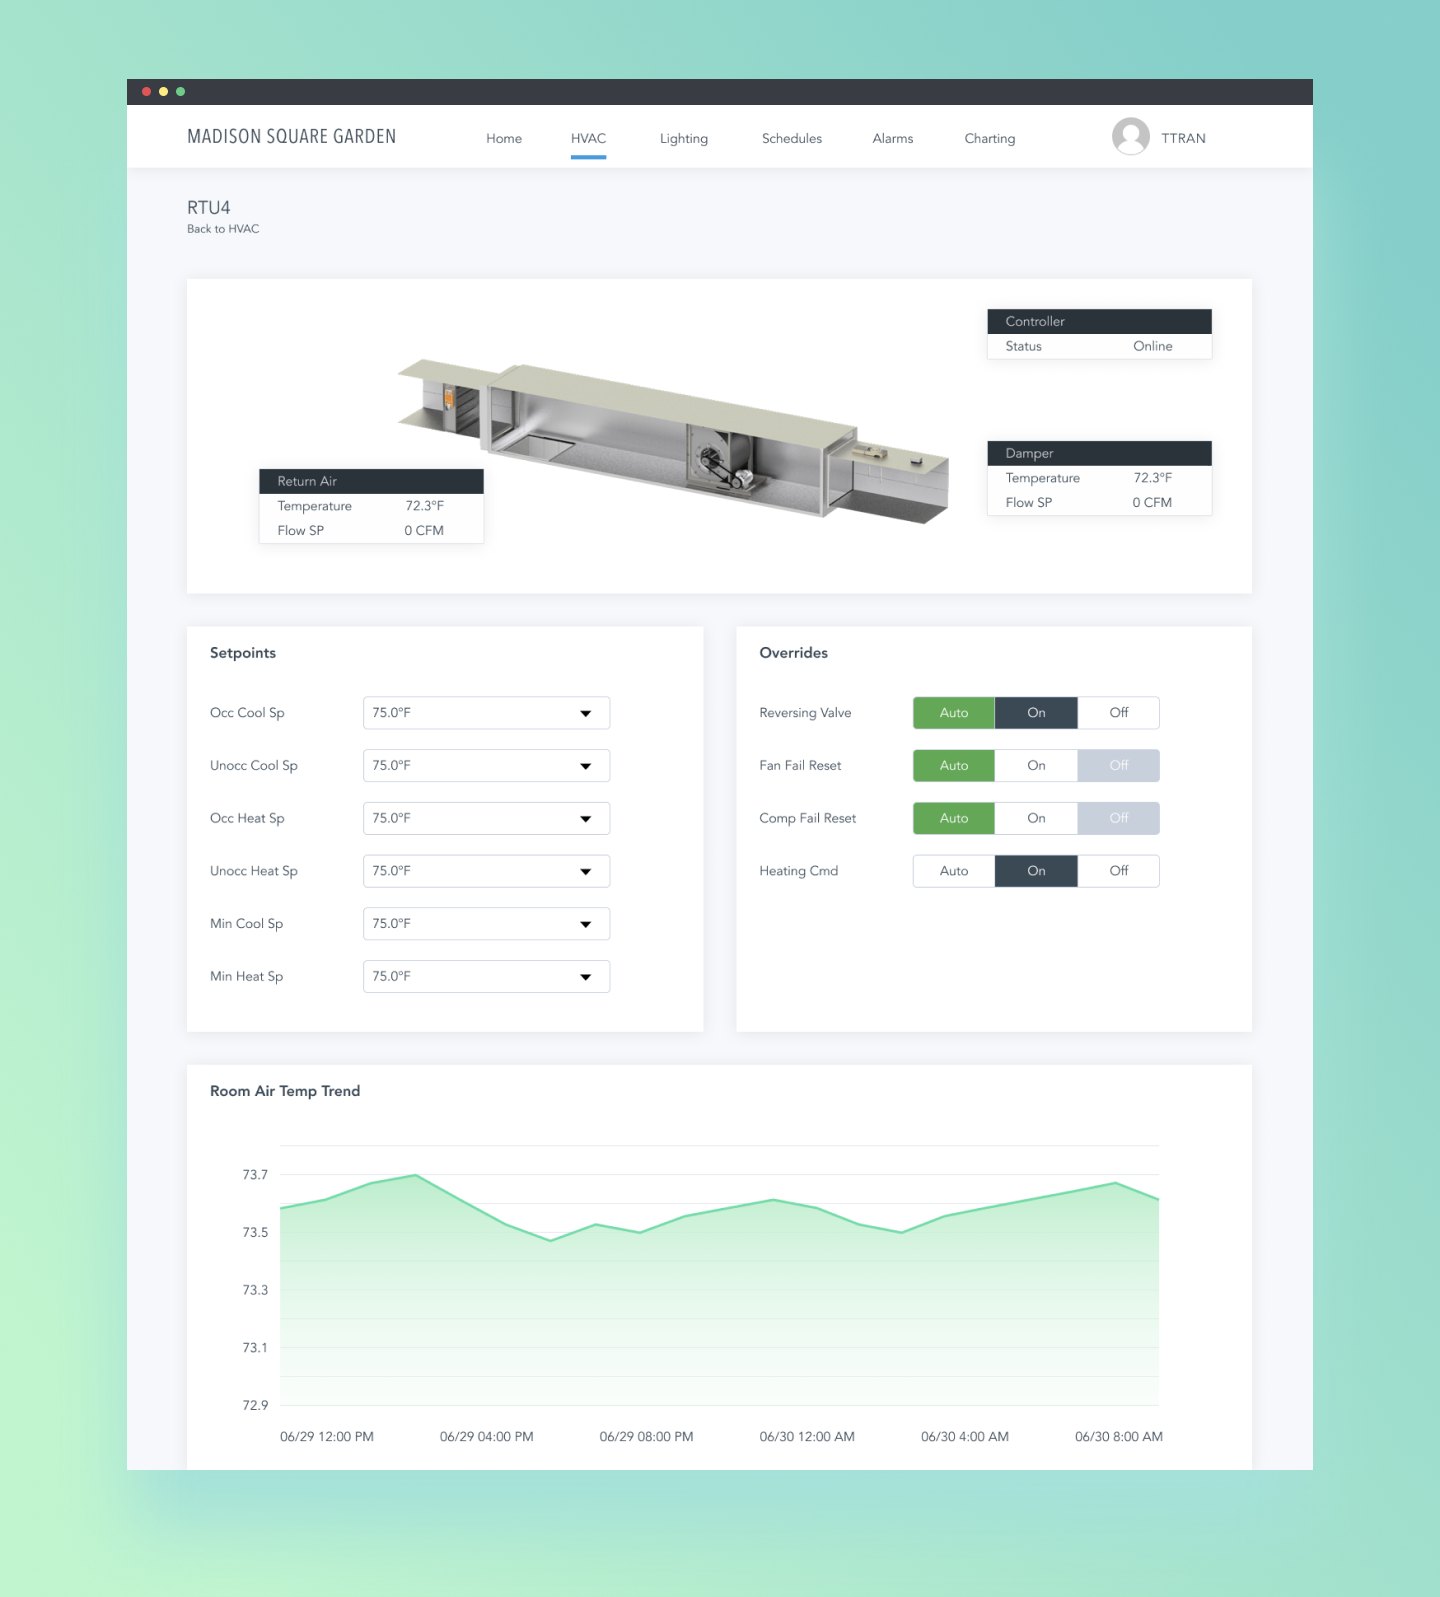 MADISON SQUARE GARDEN Home HVAC Lighting Schedules Alarms Charting TTRAN
RTU4
Back to HVAC
Controller
Status Online
Return Air
Temperature 72.3°F
Flow SP 0 CFM
Damper
Temperature 72.3°F
Flow SP 0 CFM
Setpoints
Occ Cool Sp 75.0°F
Unocc Cool Sp 75.0°F
Occ Heat Sp 75.0°F
Unocc Heat Sp 75.0°F
Min Cool Sp 75.0°F
Min Heat Sp 75.0°F
Overrides
Reversing Valve Auto On Off
Fan Fail Reset Auto On Off
Comp Fail Reset Auto On Off
Heating Cmd Auto On Off
Room Air Temp Trend
73.7
73.5
73.3
73.1
72.9
06/29 12:00 PM 06/29 04:00 PM 06/29 08:00 PM 06/30 12:00 AM 06/30 4:00 AM 06/30 8:00 AM